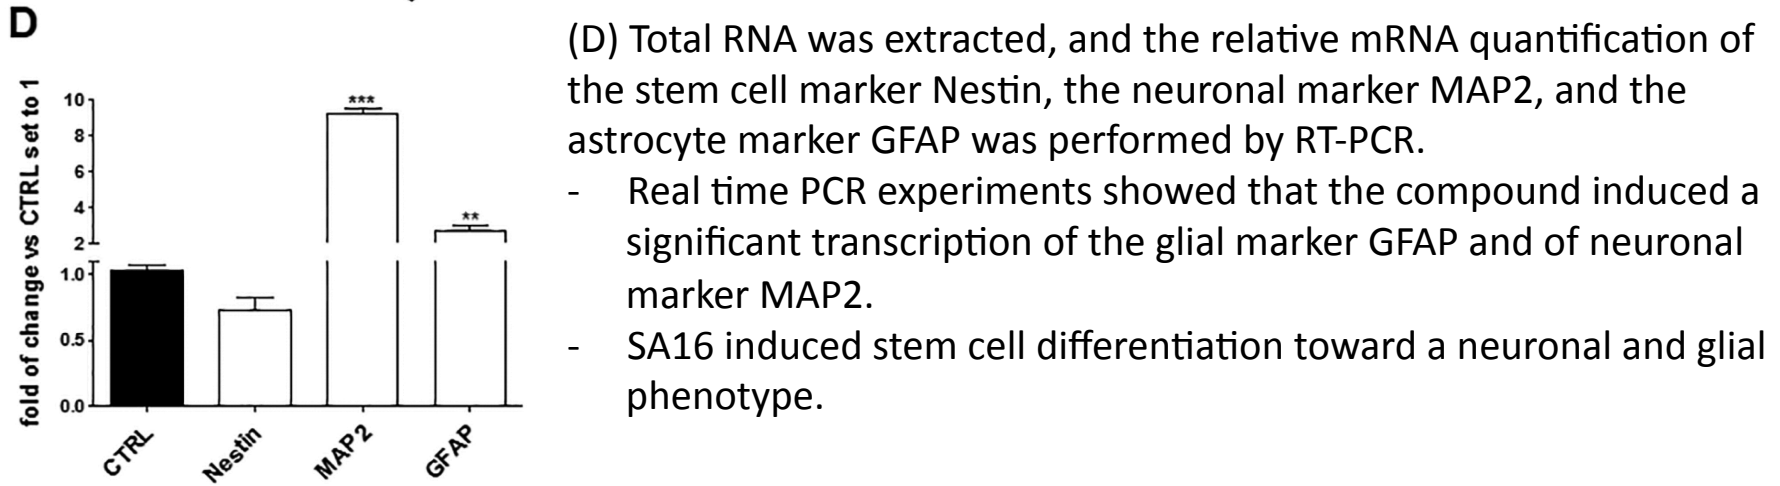 D
(D) Total RNA was extracted, and the relative mRNA quantification of
the stem cell marker Nestin, the neuronal marker MAP2, and the
astrocyte marker GFAP was performed by RT-PCR.
- Real time PCR experiments showed that the compound induced a
significant transcription of the glial marker GFAP and of neuronal
marker MAP2.
- SA16 induced stem cell differentiation toward a neuronal and glial
phenotype.
fold of change vs CTRL set to 1
10
8
6
4
2
1.0
0.5
0.0
***
**
CTRL
Nestin
MAP2
GFAP